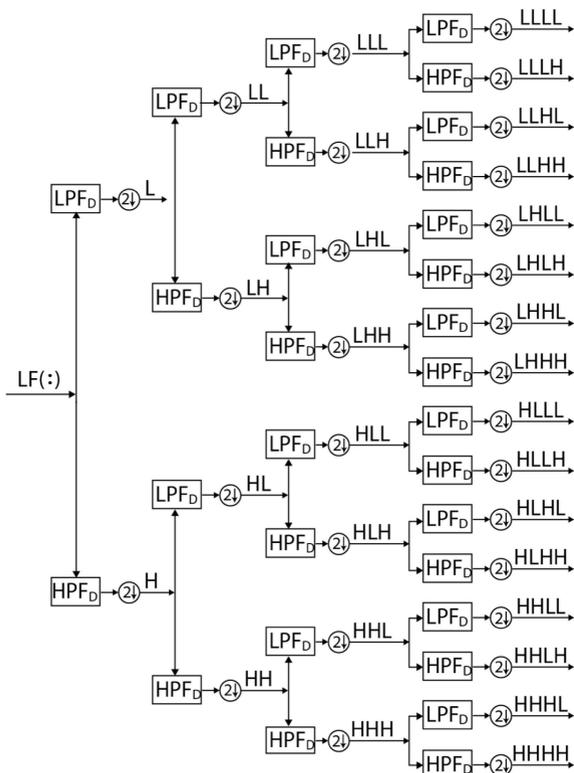 LPFD 2↓ LLLL
LPFD 2↓ LLL
HPFD 2↓ LLLH
LPFD 2↓ LL
LPFD 2↓ LLHL
HPFD 2↓ LLH
HPFD 2↓ LLHH
LPFD 2↓ L
LPFD 2↓ LHLL
LPFD 2↓ LHL
HPFD 2↓ LHLH
HPFD 2↓ LH
LPFD 2↓ LHHL
HPFD 2↓ LHH
HPFD 2↓ LHHH
LF(:)
LPFD 2↓ HLLL
LPFD 2↓ HLL
HPFD 2↓ HLLH
LPFD 2↓ HL
LPFD 2↓ HLHL
HPFD 2↓ HLH
HPFD 2↓ HLHH
HPFD 2↓ H
LPFD 2↓ HHLL
LPFD 2↓ HHL
HPFD 2↓ HHLH
HPFD 2↓ HH
LPFD 2↓ HHHL
HPFD 2↓ HHH
HPFD 2↓ HHHH